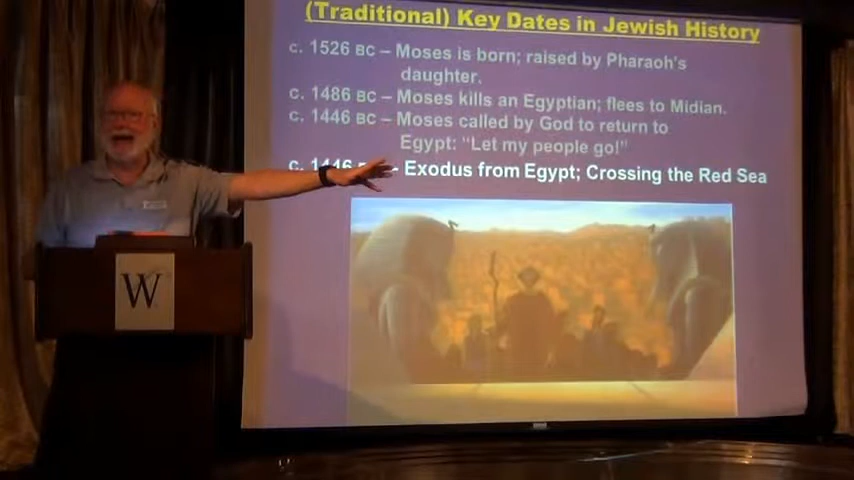 (Traditional) Key Dates in Jewish History
c. 1526 BC – Moses is born; raised by Pharaoh's
daughter.
c. 1486 BC – Moses kills an Egyptian; flees to Midian.
c. 1446 BC – Moses called by God to return to
Egypt: "Let my people go!"
c. 1446 – Exodus from Egypt; Crossing the Red Sea
W